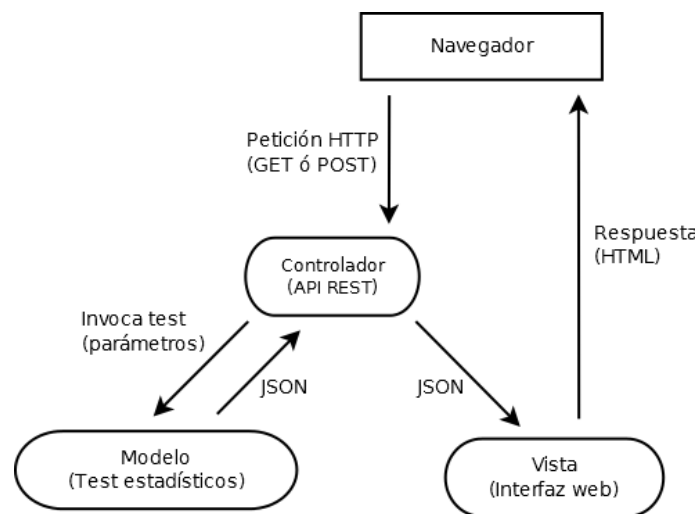 Navegador
Petición HTTP
(GET ó POST)
Respuesta
(HTML)
Controlador
(API REST)
Invoca test
(parámetros)
JSON
JSON
Modelo
(Test estadísticos)
Vista
(Interfaz web)